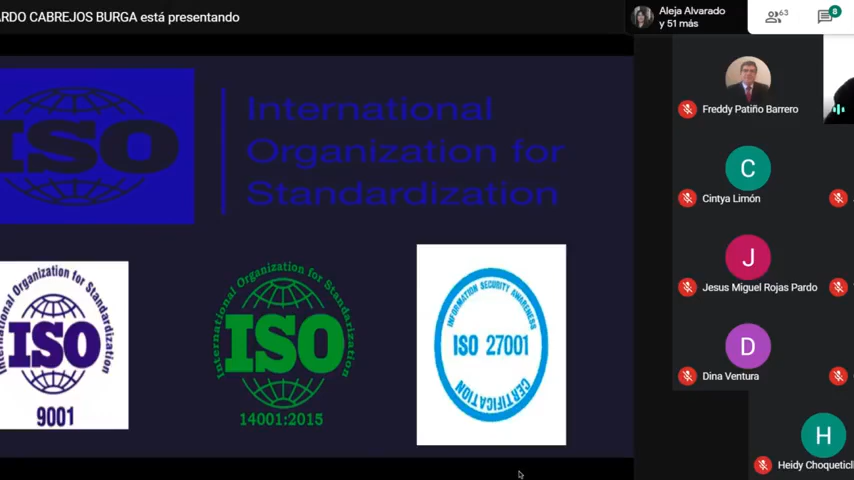 RDO CABREJOS BURGA está presentando
Aleja Alvarado
y 51 más
63
8
ISO
International
Organization for
Standardization
International Organization for Standardization
ISO
9001
International Organization for Standardization
ISO
14001:2015
INFORMATION SECURITY AWARENESS
ISO 27001
CERTIFICATION
Freddy Patiño Barrero
C
Cintya Limón
J
Jesus Miguel Rojas Pardo
D
Dina Ventura
H
Heidy Choqueticll